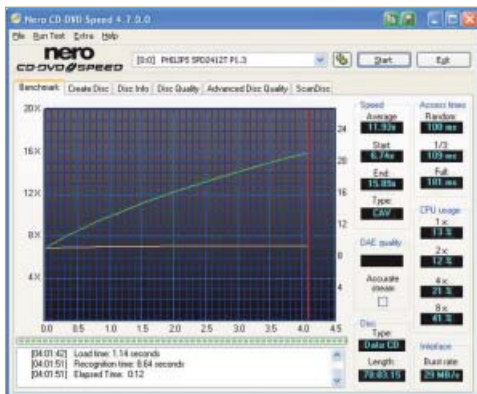 Nero CD-DVD Speed 4.7.0.0
File Run Test Extra Help
nero
CD·DVD SPEED
[0:0] PHILIPS SPD2412T P1.3
Start
Exit
Benchmark Create Disc Disc Info Disc Quality Advanced Disc Quality ScanDisc
20 X
16 X
12 X
8 X
4 X
24
20
16
12
8
4
0.0 0.5 1.0 1.5 2.0 2.5 3.0 3.5 4.0 4.5
Speed
Average
11.93x
Start
6.74x
End:
15.89x
Type:
CAV
DAE quality
Accurate
stream
Disc
Type:
Data CD
Length:
78:03.15
Access times
Random:
100 ms
1/3:
109 ms
Full:
181 ms
CPU usage
1 x:
13 %
2 x:
12 %
4 x:
21 %
8 x:
41 %
Interface
Burst rate:
29 MB/s
[04:01:42] Load time: 1.14 seconds
[04:01:51] Recognition time: 8.64 seconds
[04:01:51] Elapsed Time: 0:12